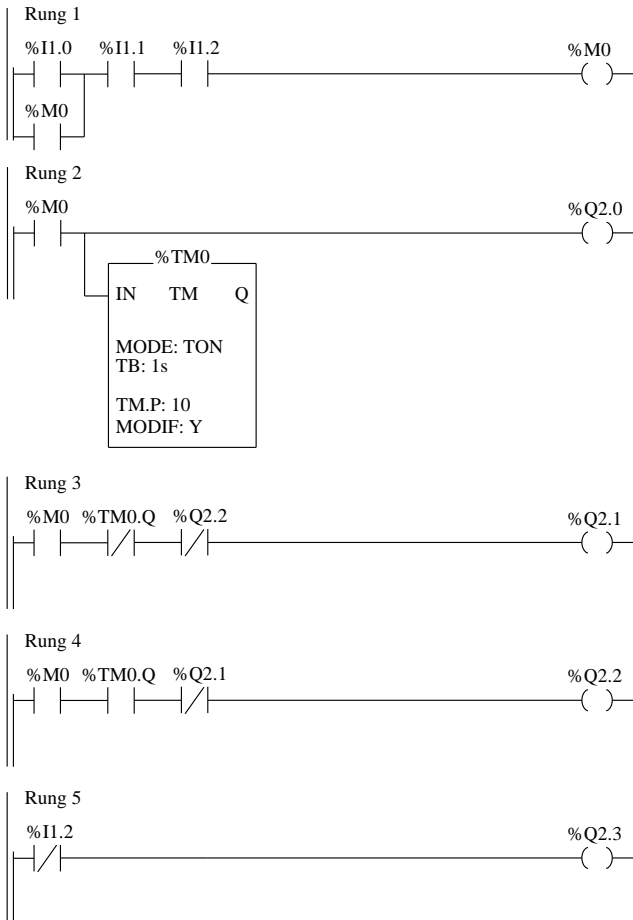 Rung 1
%I1.0 %I1.1 %I1.2 %M0
%M0
Rung 2
%M0 %Q2.0
%TM0
IN TM Q
MODE: TON
TB: 1s
TM.P: 10
MODIF: Y
Rung 3
%M0 %TM0.Q %Q2.2 %Q2.1
Rung 4
%M0 %TM0.Q %Q2.1 %Q2.2
Rung 5
%I1.2 %Q2.3